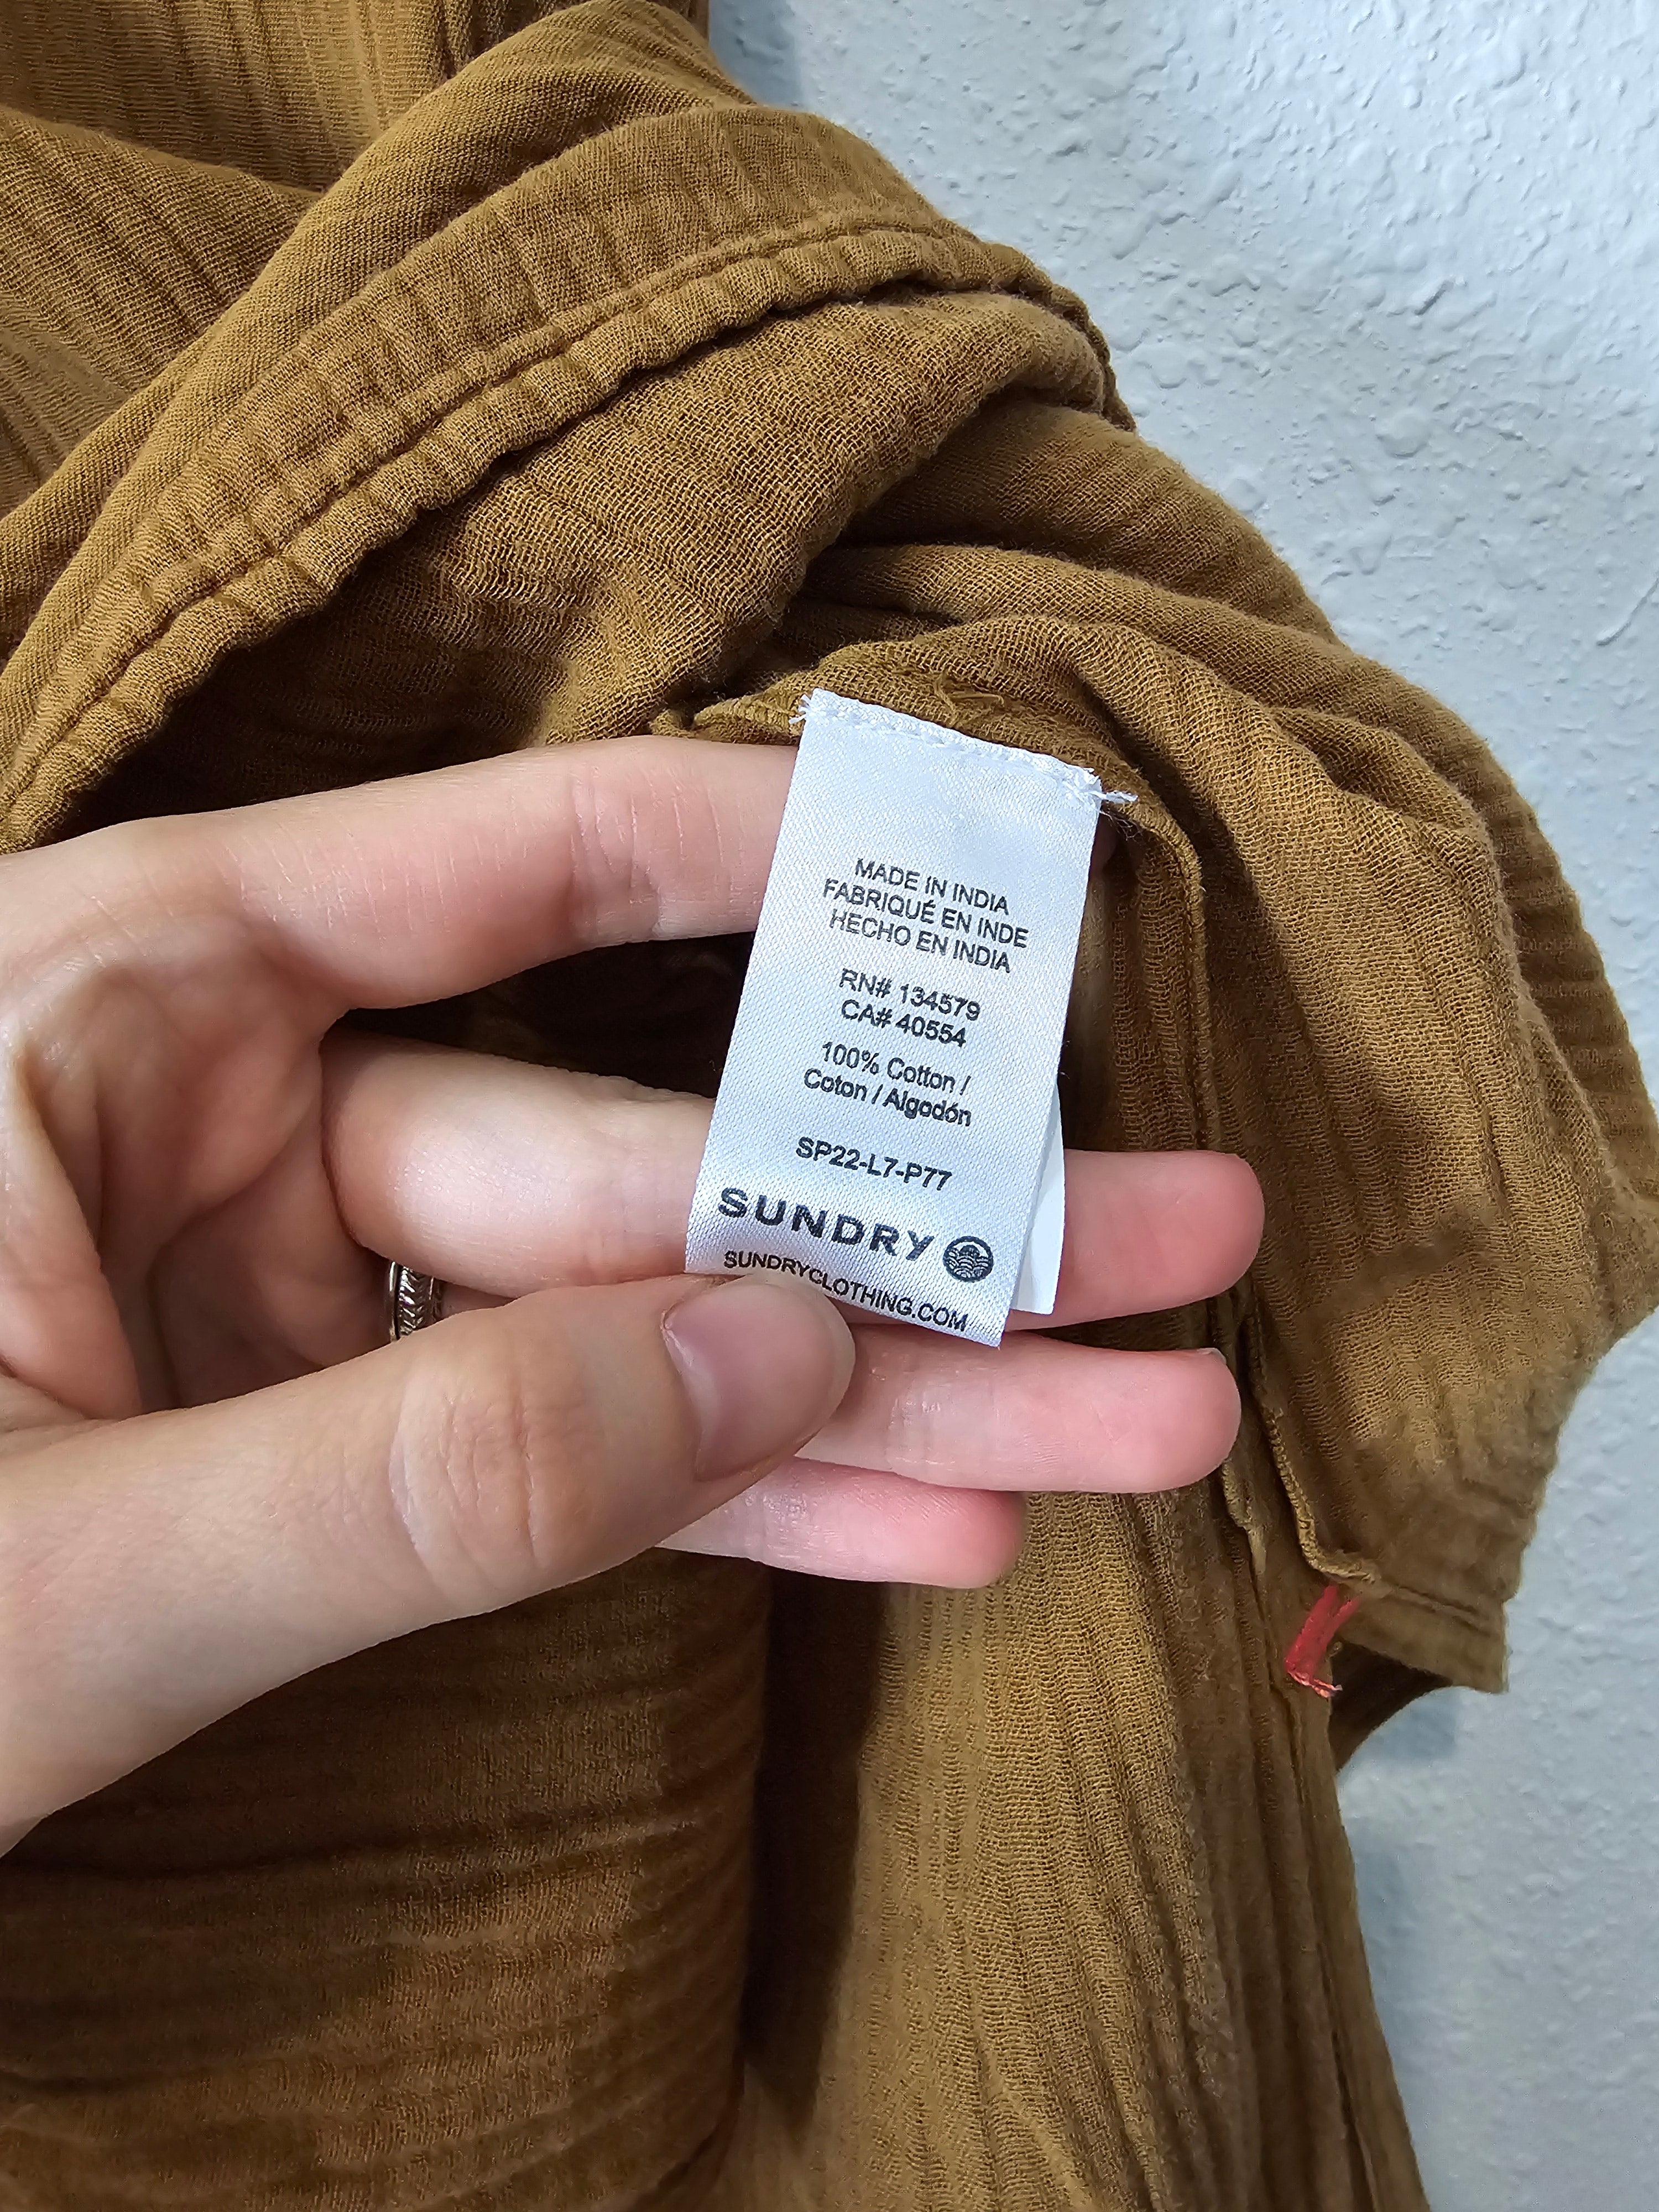 MADE IN INDIA
FABRIQUÉ EN INDE
HECHO EN INDIA
RN# 134579
CA# 40554
100% Cotton /
Coton / Algodón
SP22-L7-P77
SUNDRY
SUNDRYCLOTHING.COM